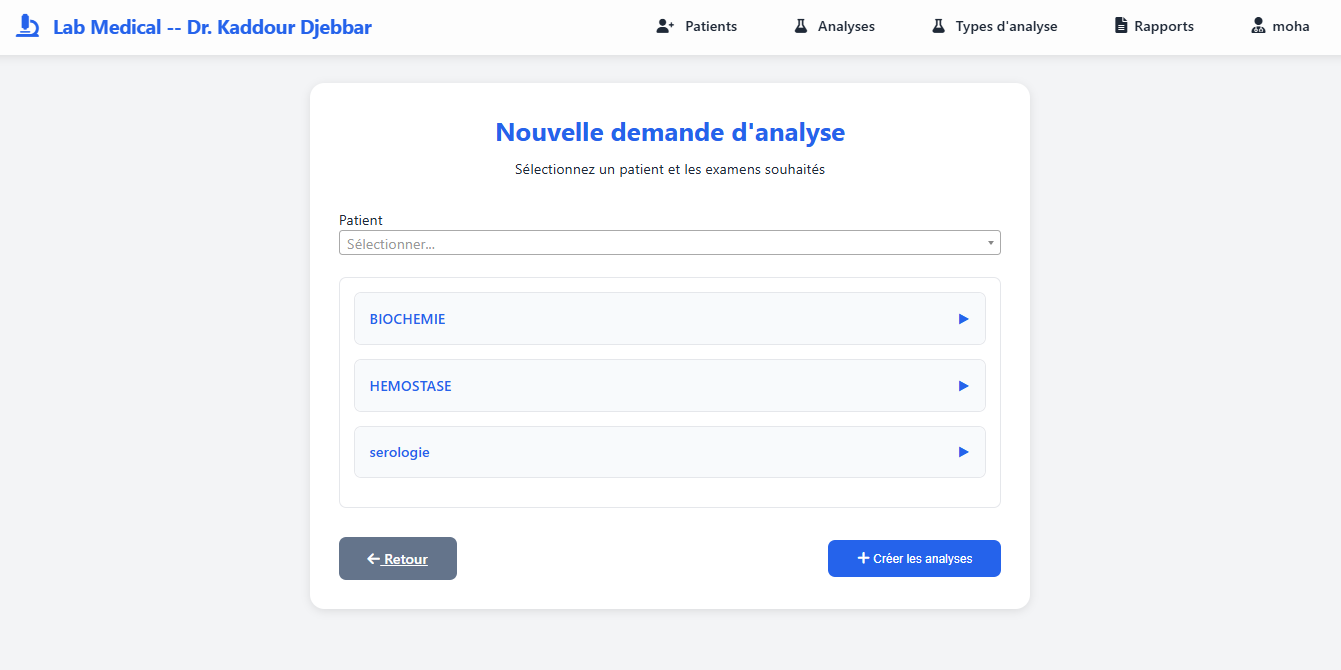 Lab Medical -- Dr. Kaddour Djebbar
Patients
Analyses
Types d'analyse
Rapports
moha
Nouvelle demande d'analyse
Sélectionnez un patient et les examens souhaités
Patient
Sélectionner...
BIOCHEMIE
HEMOSTASE
serologie
Retour
Créer les analyses